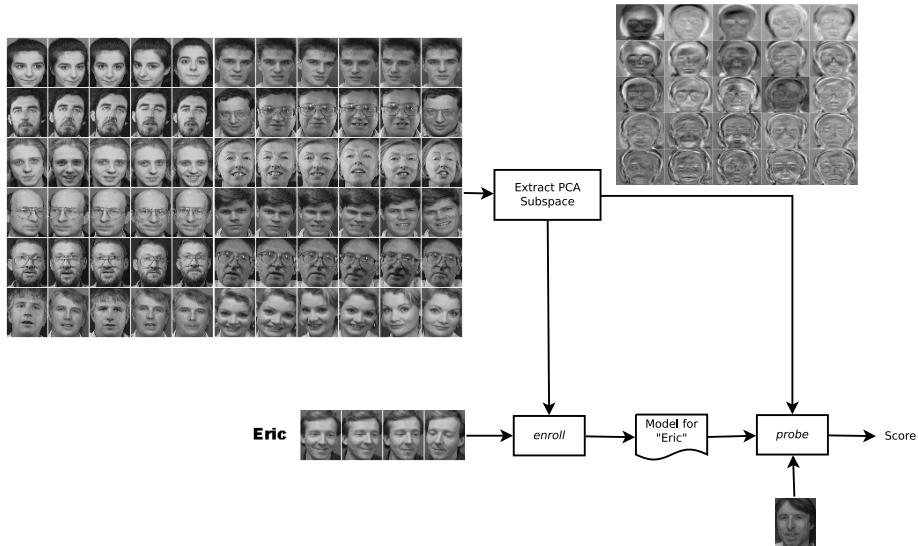 Extract PCA
Subspace
Eric
enroll
Model for
"Eric"
probe
Score